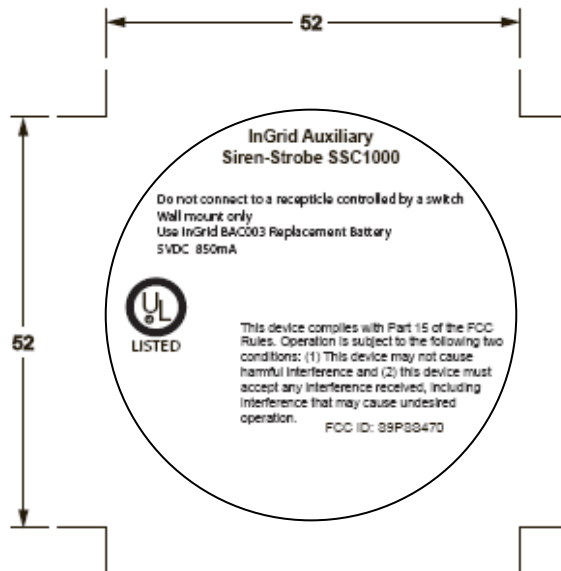 52
InGrid Auxiliary
Siren-Strobe SSC1000
Do not connect to a recepticle controlled by a switch
Wall mount only
Use InGrid BAC003 Replacement Battery
5VDC 850mA
UL
LISTED
52
This device complies with Part 15 of the FCC
Rules. Operation is subject to the following two
conditions: (1) This device may not cause
harmful interference and (2) this device must
accept any interference received, including
interference that may cause undesired
operation.
FCC ID: S9PSS470